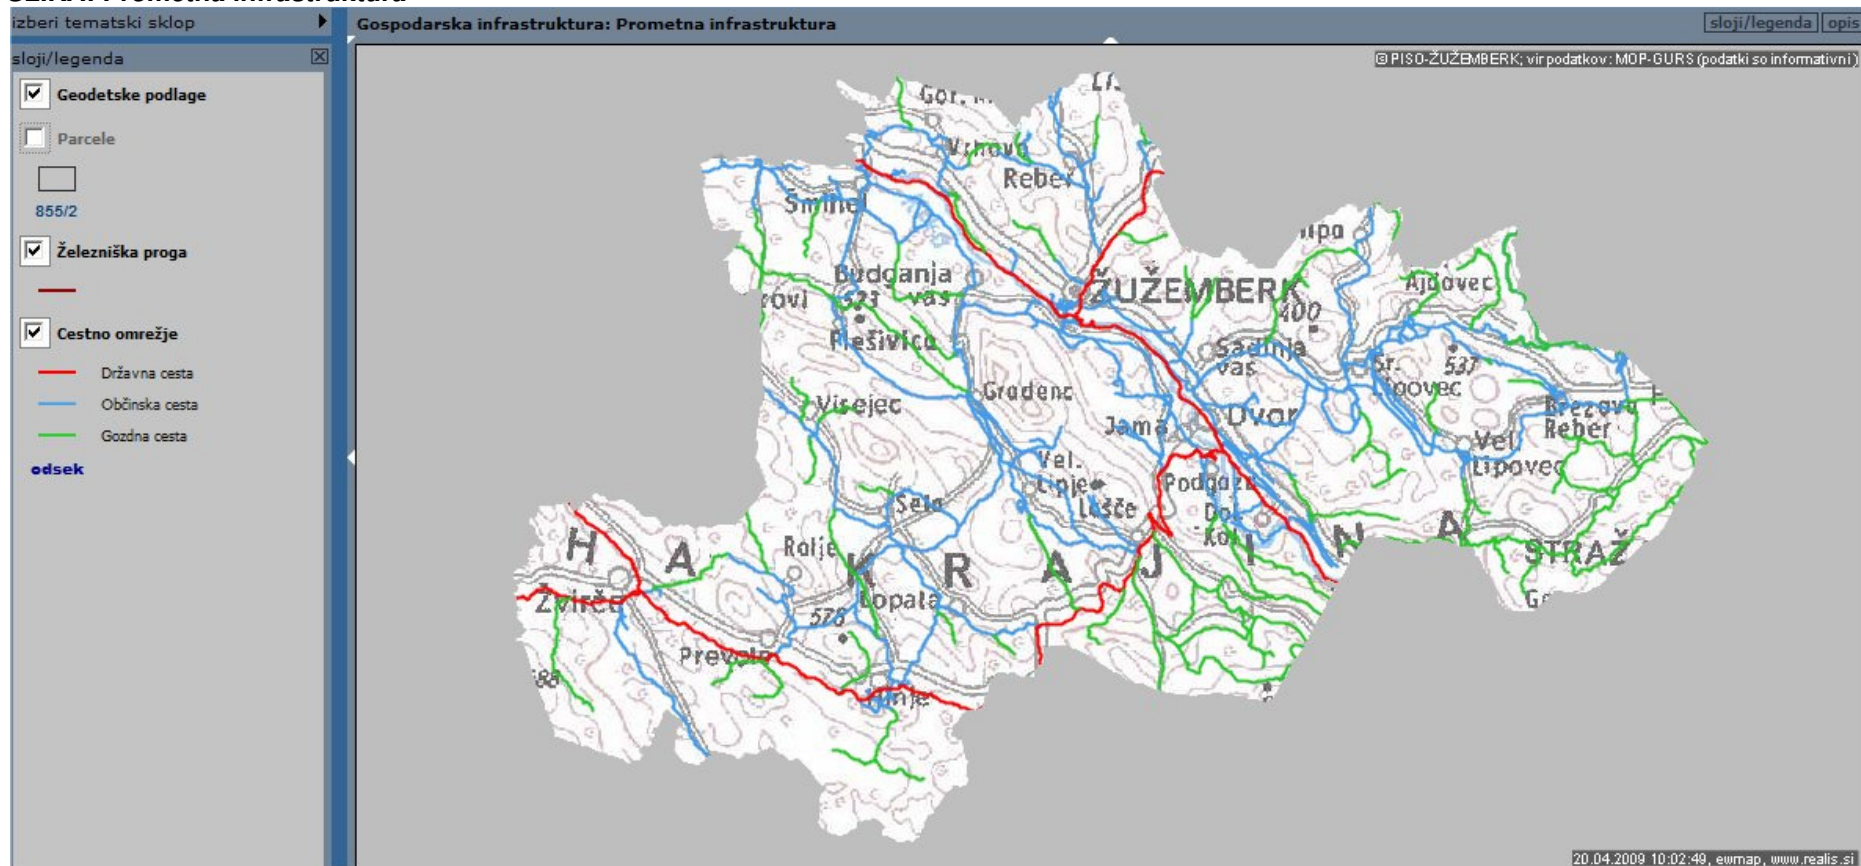 izberi tematski sklop
Gospodarska infrastruktura: Prometna infrastruktura
sloji/legenda
opis
sloji/legenda
© PISO-ŽUŽEMBERK; vir podatkov: MOP-GURS (podatki so informativni)
Geodetske podlage
Parcele
855/2
Železniška proga
Cestno omrežje
Državna cesta
Občinska cesta
Gozdna cesta
odsek
Vrhovo
Reber
Šmihel
Budganja
vas
ŽUŽEMBERK
Ajdovec
523
400
Plešivica
Sadinja
vas
537
Sr.
Lipovec
Gradenc
Virejec
Dvor
Brezova
Reber
Jama
Vel.
Lipovec
Vel.
Lipje
Podgozd
Lašče
Sela
H A K R A J I N A
Rolje
STRAŽ
Žvirče
Lopata
578
Prevole
Hinje
20.04.2009 10:02:49, ewmap, www.realis.si